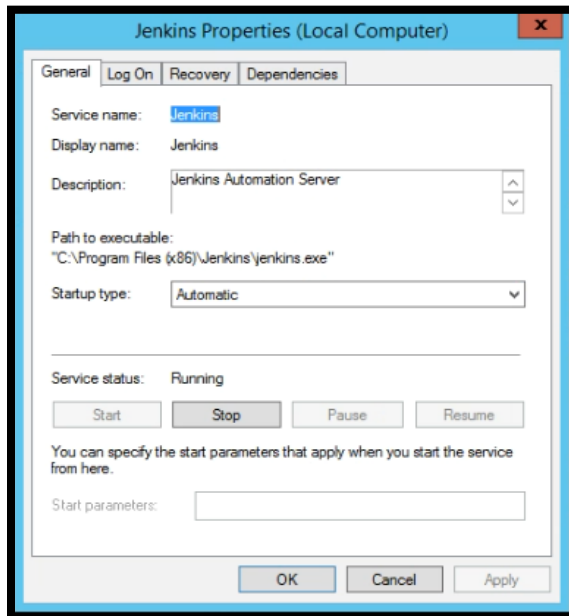 Jenkins Properties (Local Computer)
x
General Log On Recovery Dependencies
Service name: Jenkins
Display name: Jenkins
Description: Jenkins Automation Server
Path to executable:
"C:\Program Files (x86)\Jenkins\jenkins.exe"
Startup type: Automatic
Service status: Running
Start Stop Pause Resume
You can specify the start parameters that apply when you start the service
from here.
Start parameters:
OK Cancel Apply